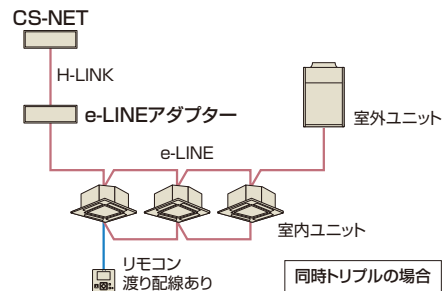 CS-NET
H-LINK
e-LINEアダプター
室外ユニット
e-LINE
室内ユニット
リモコン
渡り配線あり
同時トリプルの場合